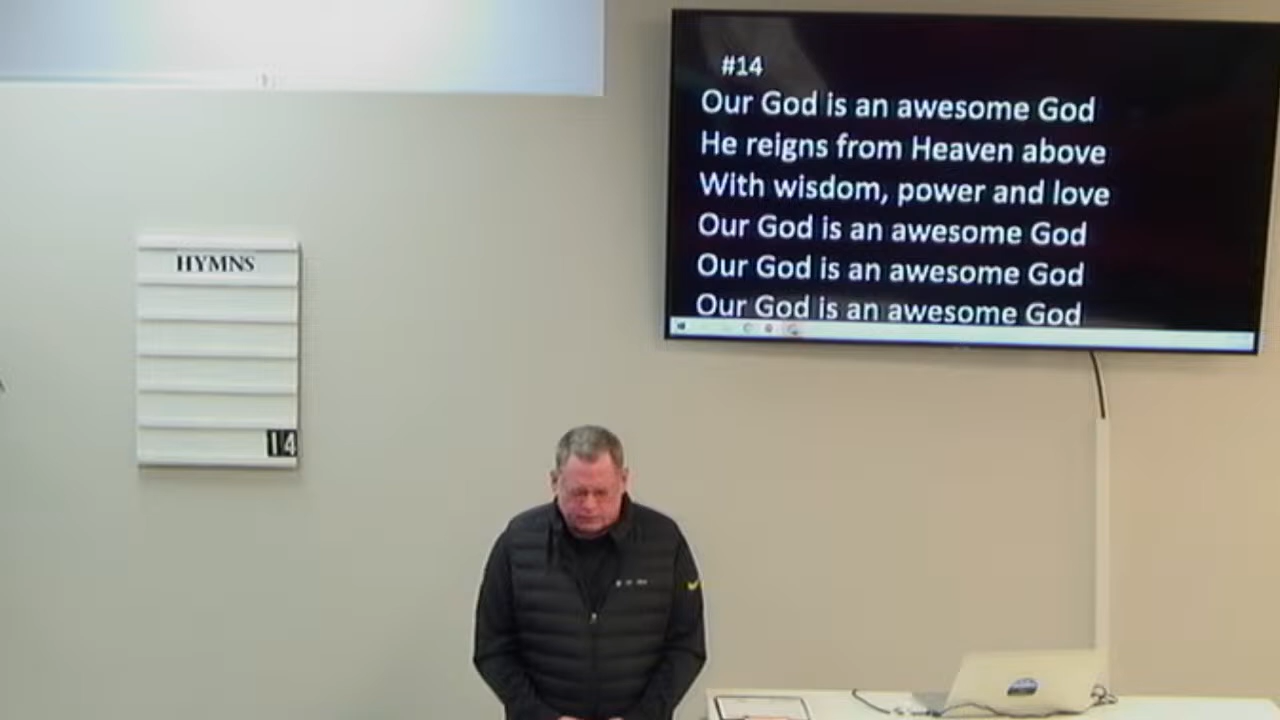 #14
Our God is an awesome God
He reigns from Heaven above
With wisdom, power and love
Our God is an awesome God
Our God is an awesome God
Our God is an awesome God
HYMNS
14